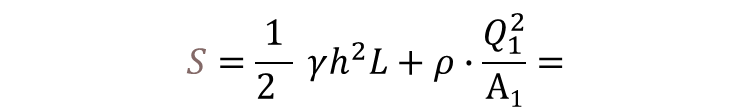 S = 1/2 γh²L + ρ · Q₁²/A₁ =